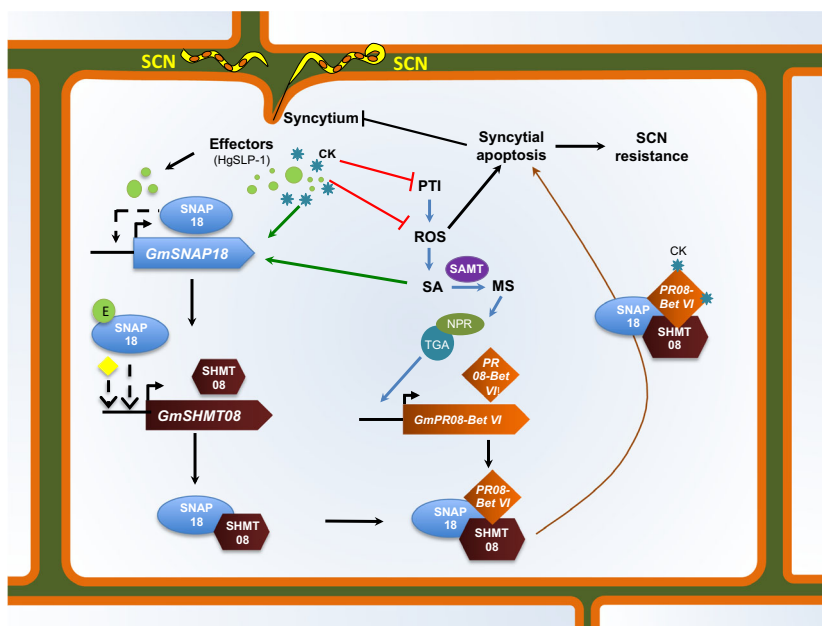 SCN
SCN
Syncytium
Effectors
(HgSLP-1)
CK
Syncytial
apoptosis
SCN
resistance
PTI
SNAP
18
ROS
GmSNAP18
SAMT
SA
MS
CK
PR08-
Bet VI
E
SNAP
18
NPR
TGA
SNAP
18
SHMT
08
SHMT
08
PR
08-Bet
VI
GmSHMT08
GmPR08-Bet VI
PR08-
Bet VI
SNAP
18
SHMT
08
SNAP
18
SHMT
08